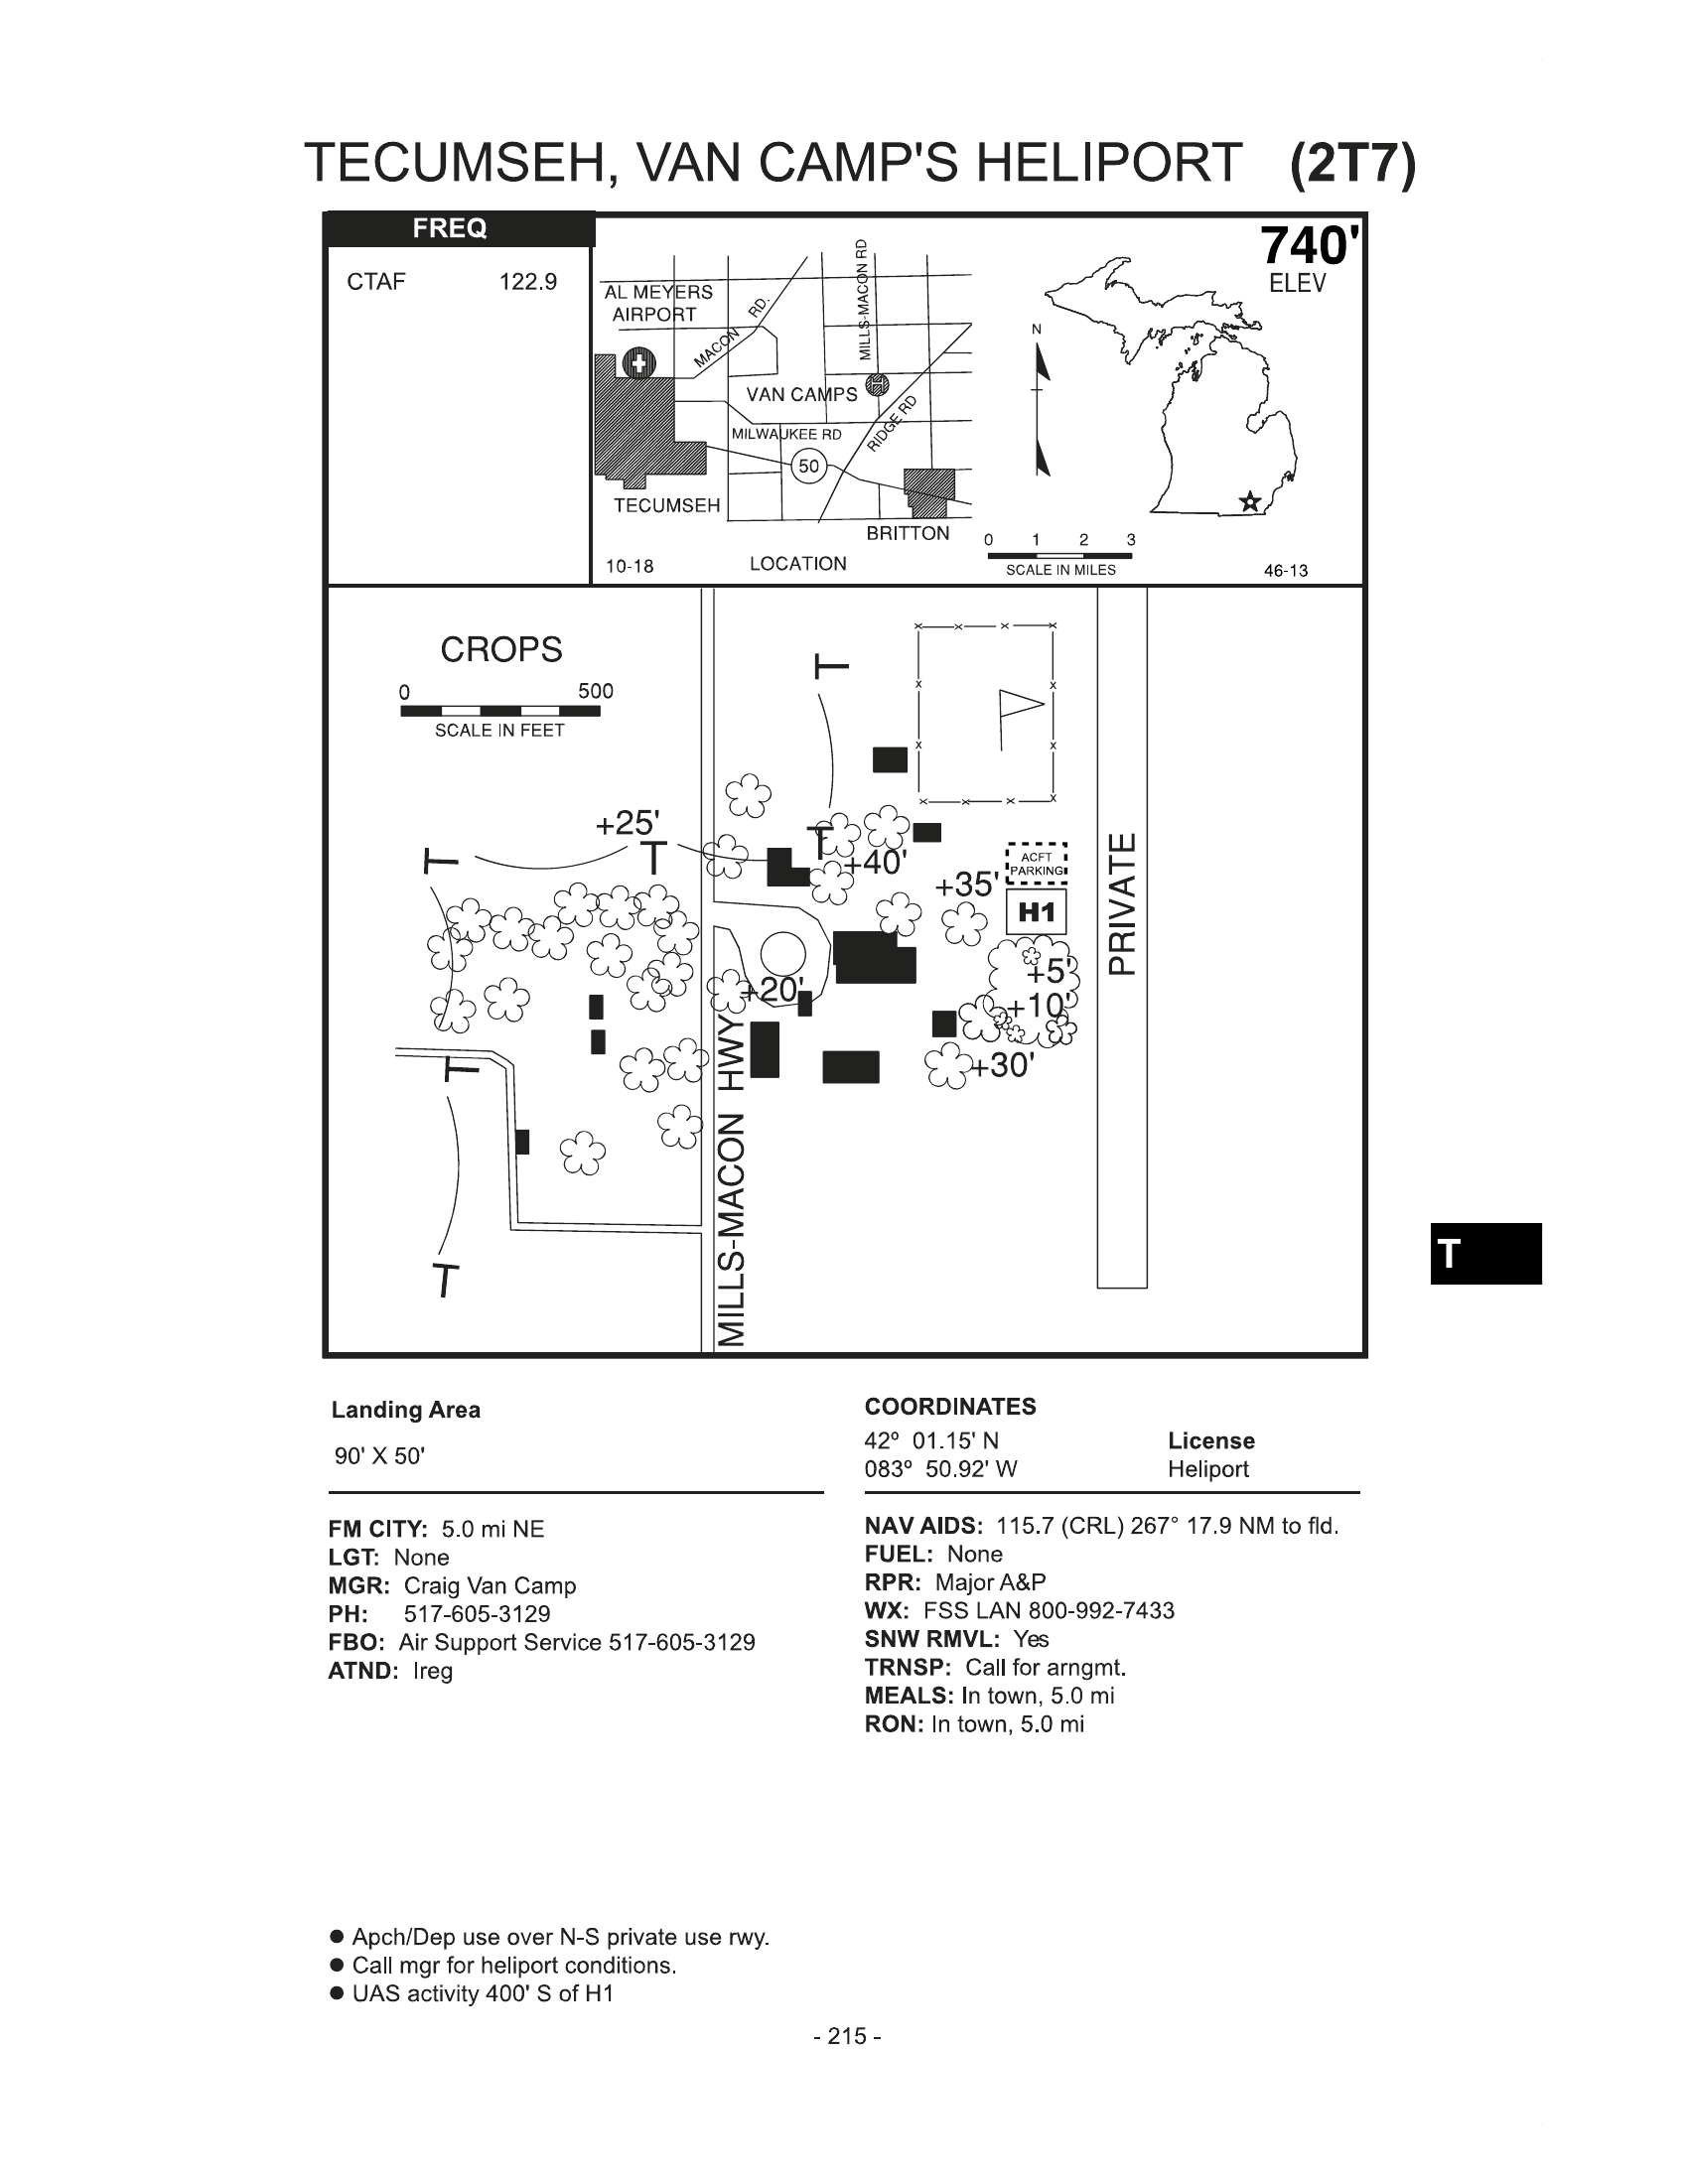 TECUMSEH, VAN CAMP'S HELIPORT (2T7)
FREQ
CTAF 122.9
740'
ELEV
AL MEYERS
AIRPORT
MACON RD.
MILLS-MACON RD
VAN CAMPS
H
MILWAUKEE RD
RIDGE RD
50
TECUMSEH
BRITTON
N
10-18
LOCATION
0 1 2 3
SCALE IN MILES
46-13
CROPS
0 500
SCALE IN FEET
T
+25'
T
T
T
+40'
+35'
ACFT
PARKING
H1
PRIVATE
+5'
+20'
+10'
+30'
T
MILLS-MACON HWY
T
T
Landing Area
90' X 50'
COORDINATES
42º 01.15' N
083º 50.92' W
License
Heliport
FM CITY: 5.0 mi NE
LGT: None
MGR: Craig Van Camp
PH: 517-605-3129
FBO: Air Support Service 517-605-3129
ATND: Ireg
NAV AIDS: 115.7 (CRL) 267° 17.9 NM to fld.
FUEL: None
RPR: Major A&P
WX: FSS LAN 800-992-7433
SNW RMVL: Yes
TRNSP: Call for arngmt.
MEALS: In town, 5.0 mi
RON: In town, 5.0 mi
● Apch/Dep use over N-S private use rwy.
● Call mgr for heliport conditions.
● UAS activity 400' S of H1
- 215 -